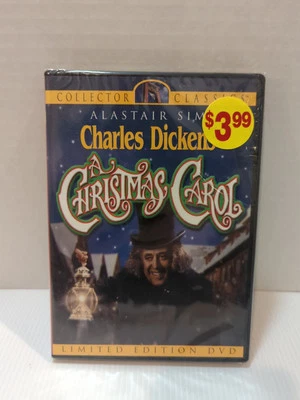 COLLECTOR CLASSICS
ALASTAIR SIM
$3.99
Charles Dickens
A
CHRISTMAS CAROL
LIMITED EDITION DVD